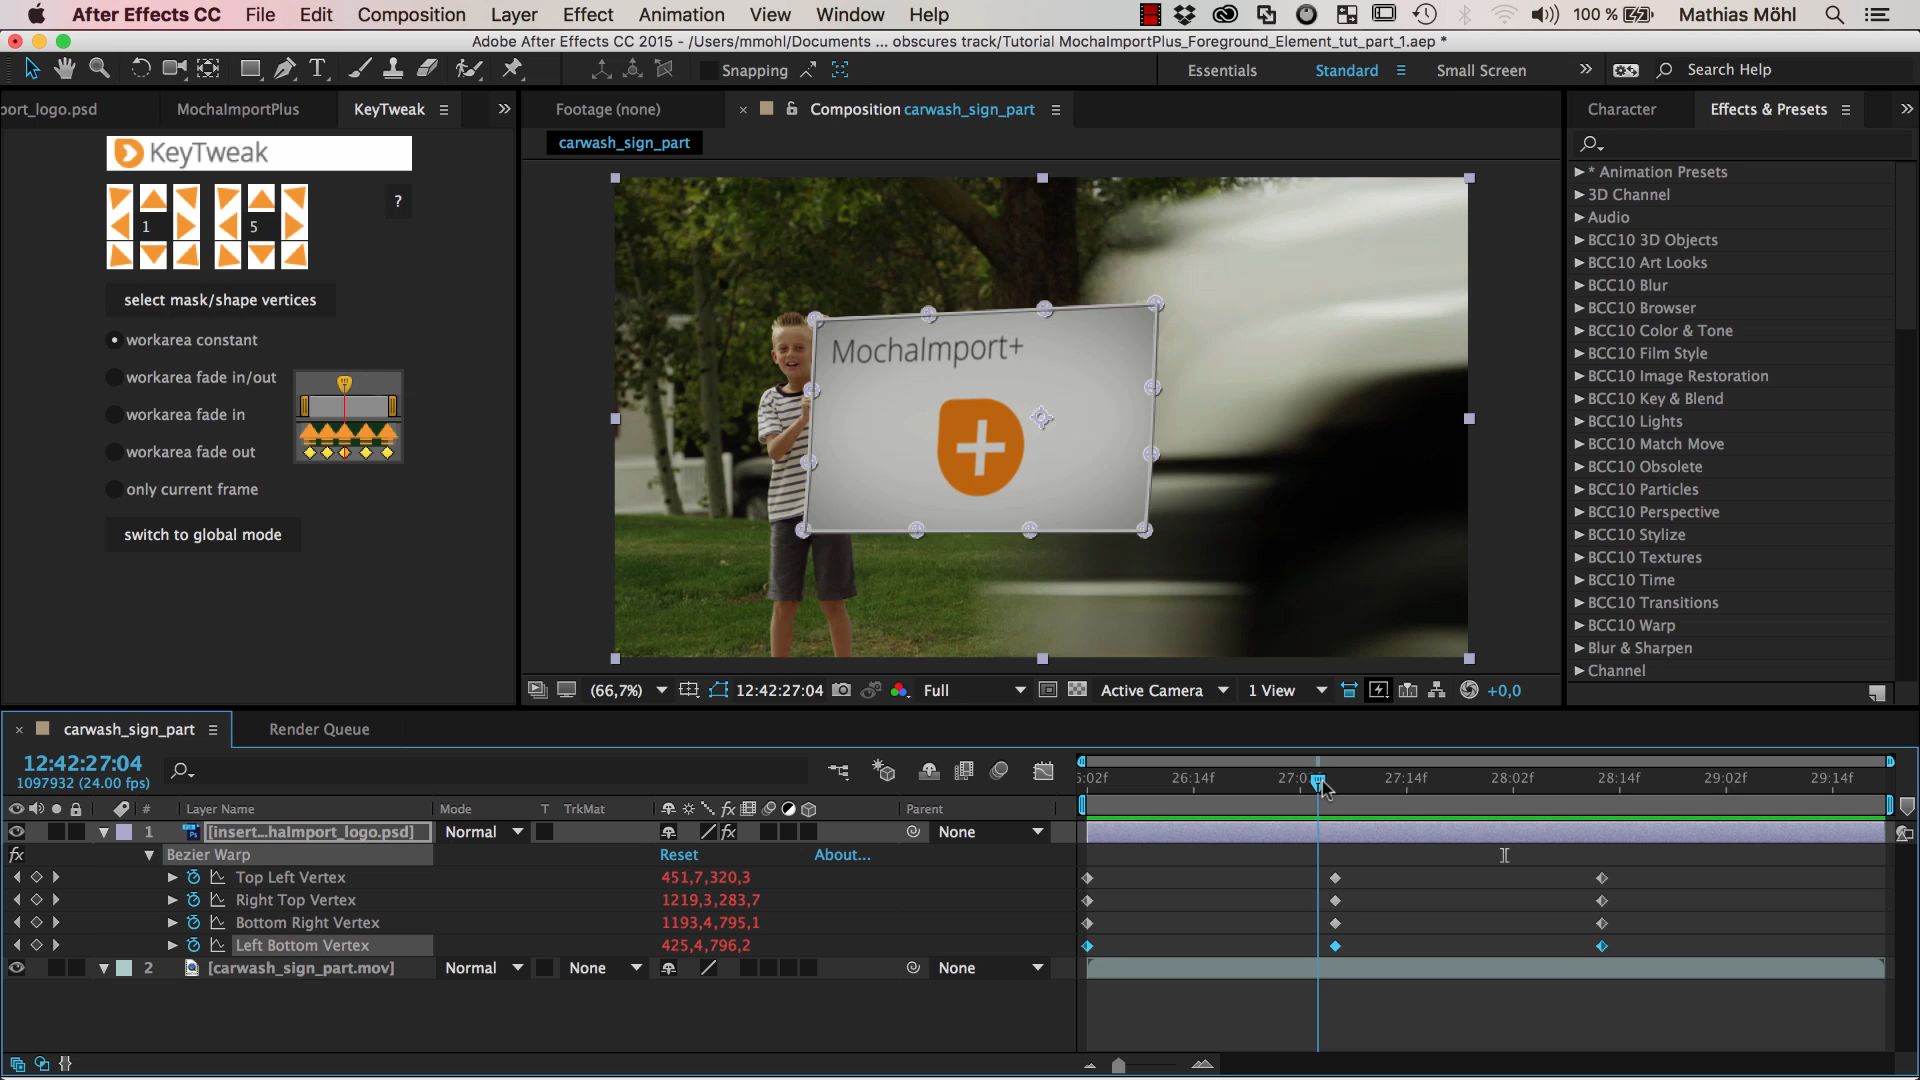 After Effects CC File Edit Composition Layer Effect Animation View Window Help 100 % Mathias Möhl
Adobe After Effects CC 2015 - /Users/mmohl/Documents ... obscures track/Tutorial MochaImportPlus_Foreground_Element_tut_part_1.aep *
Snapping Essentials Standard Small Screen Search Help
port_logo.psd MochaImportPlus KeyTweak Footage (none) Composition carwash_sign_part Character Effects & Presets
KeyTweak
1 5 ?
select mask/shape vertices
workarea constant
workarea fade in/out
workarea fade in
workarea fade out
only current frame
switch to global mode
carwash_sign_part
MochaImport+
(66,7%) 12:42:27:04 Full Active Camera 1 View +0,0
* Animation Presets
3D Channel
Audio
BCC10 3D Objects
BCC10 Art Looks
BCC10 Blur
BCC10 Browser
BCC10 Color & Tone
BCC10 Film Style
BCC10 Image Restoration
BCC10 Key & Blend
BCC10 Lights
BCC10 Match Move
BCC10 Obsolete
BCC10 Particles
BCC10 Perspective
BCC10 Stylize
BCC10 Textures
BCC10 Time
BCC10 Transitions
BCC10 Warp
Blur & Sharpen
Channel
carwash_sign_part Render Queue
12:42:27:04
1097932 (24.00 fps)
26:14f 27:14f 28:02f 28:14f 29:02f 29:14f
# Layer Name Mode T TrkMat fx Parent
1 [insert...haImport_logo.psd] Normal fx None
fx Bezier Warp Reset About...
Top Left Vertex 451,7,320,3
Right Top Vertex 1219,3,283,7
Bottom Right Vertex 1193,4,795,1
Left Bottom Vertex 425,4,796,2
2 [carwash_sign_part.mov] Normal None None